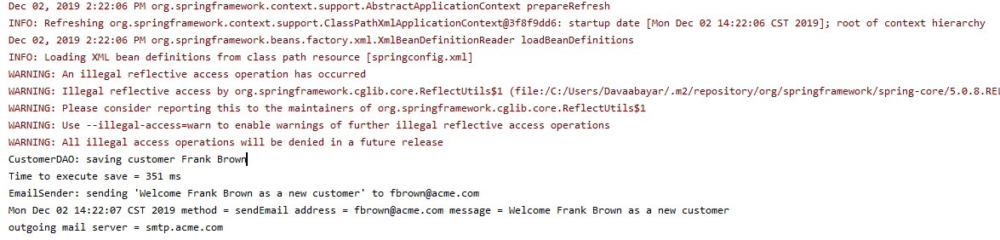 Dec 02, 2019 2:22:06 PM org.springframework.context.support.AbstractApplicationContext prepareRefresh
INFO: Refreshing org.springframework.context.support.ClassPathXmlApplicationContext@3f8f9dd6: startup date [Mon Dec 02 14:22:06 CST 2019]; root of context hierarchy
Dec 02, 2019 2:22:06 PM org.springframework.beans.factory.xml.XmlBeanDefinitionReader loadBeanDefinitions
INFO: Loading XML bean definitions from class path resource [springconfig.xml]
WARNING: An illegal reflective access operation has occurred
WARNING: Illegal reflective access by org.springframework.cglib.core.ReflectUtils$1 (file:/C:/Users/Davaabayar/.m2/repository/org/springframework/spring-core/5.0.8.REL
WARNING: Please consider reporting this to the maintainers of org.springframework.cglib.core.ReflectUtils$1
WARNING: Use --illegal-access=warn to enable warnings of further illegal reflective access operations
WARNING: All illegal access operations will be denied in a future release
CustomerDAO: saving customer Frank Brown
Time to execute save = 351 ms
EmailSender: sending 'Welcome Frank Brown as a new customer' to fbrown@acme.com
Mon Dec 02 14:22:07 CST 2019 method = sendEmail address = fbrown@acme.com message = Welcome Frank Brown as a new customer
outgoing mail server = smtp.acme.com